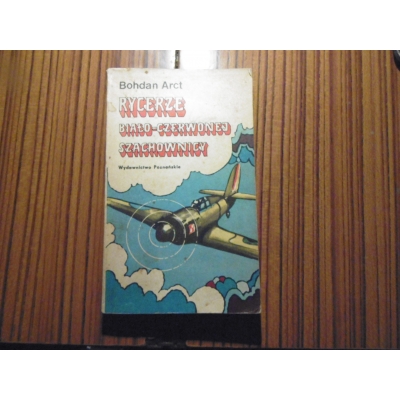 Bohdan Arct
RYCERZE
BIAŁO-CZERWONEJ
SZACHOWNICY
Wydawnictwo Poznańskie